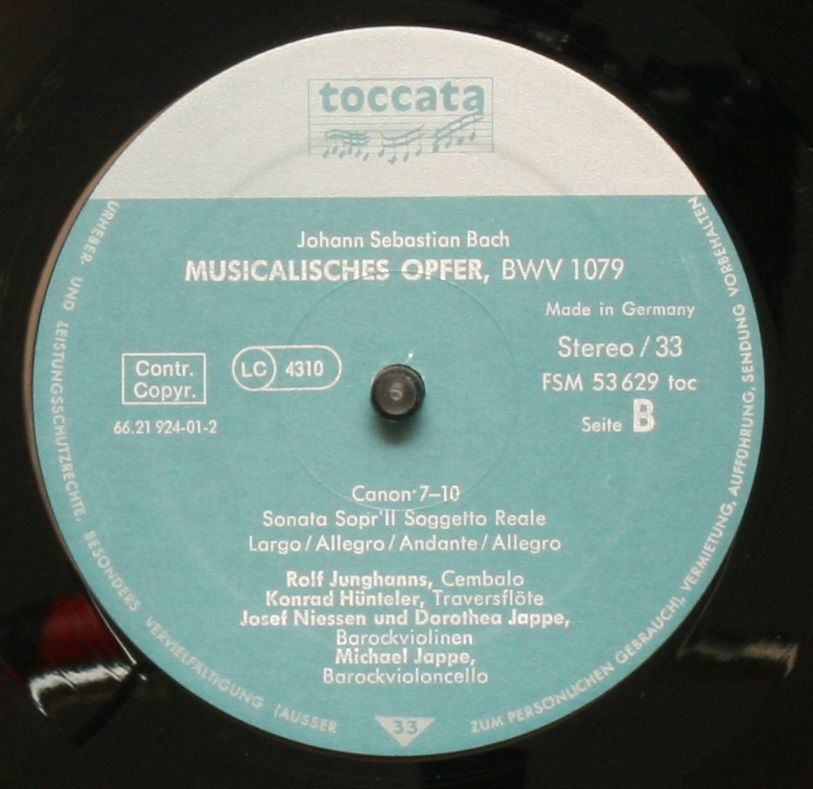 toccata
Johann Sebastian Bach
MUSICALISCHES OPFER, BWV 1079
Made in Germany
Stereo / 33
FSM 53 629 toc
Seite B
Contr.
Copyr.
LC 4310
66.21 924-01-2
Canon 7–10
Sonata Sopr'Il Soggetto Reale
Largo / Allegro / Andante / Allegro
Rolf Junghanns, Cembalo
Konrad Hünteler, Traversflöte
Josef Niessen und Dorothea Jappe,
Barockviolinen
Michael Jappe,
Barockvioloncello
33
URHEBER- UND LEISTUNGSSCHUTZRECHTE. BESONDERS VERVIELFÄLTIGUNG (AUSSER ZUM PERSÖNLICHEN GEBRAUCH), VERMIETUNG, AUFFÜHRUNG, SENDUNG VORBEHALTEN